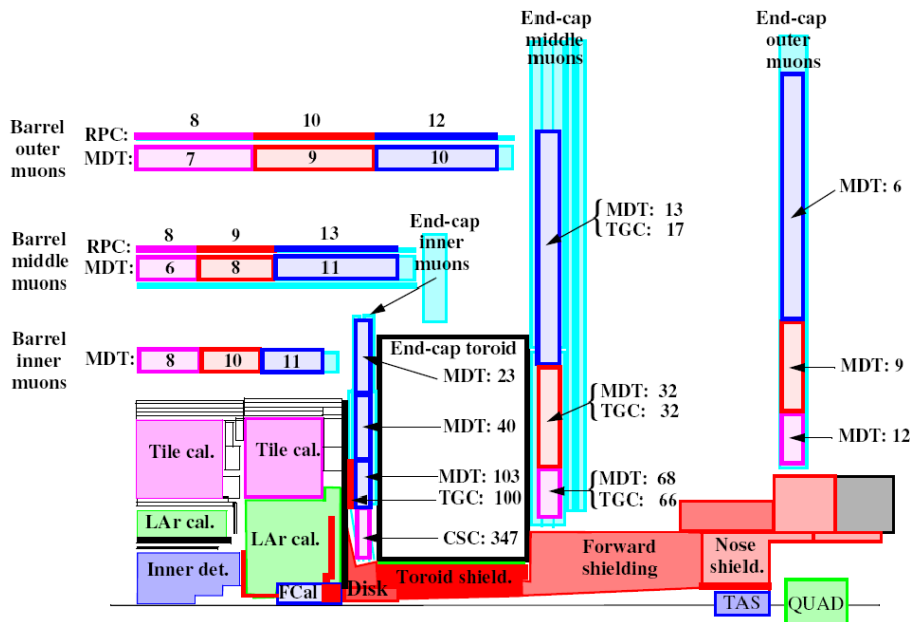 End-cap
middle
muons
End-cap
outer
muons
Barrel
outer
muons
8 10 12
RPC:
MDT: 7 9 10
MDT: 6
{ MDT: 13
TGC: 17
End-cap
inner
muons
Barrel
middle
muons
8 9 13
RPC:
MDT: 6 8 11
Barrel
inner
muons
MDT: 8 10 11
End-cap toroid
MDT: 23
MDT: 9
{ MDT: 32
TGC: 32
MDT: 40
MDT: 12
Tile cal.
Tile cal.
MDT: 103
TGC: 100
{ MDT: 68
TGC: 66
LAr cal.
LAr cal.
CSC: 347
Forward
shielding
Nose
shield.
Inner det.
FCal
Disk
Toroid shield.
TAS
QUAD